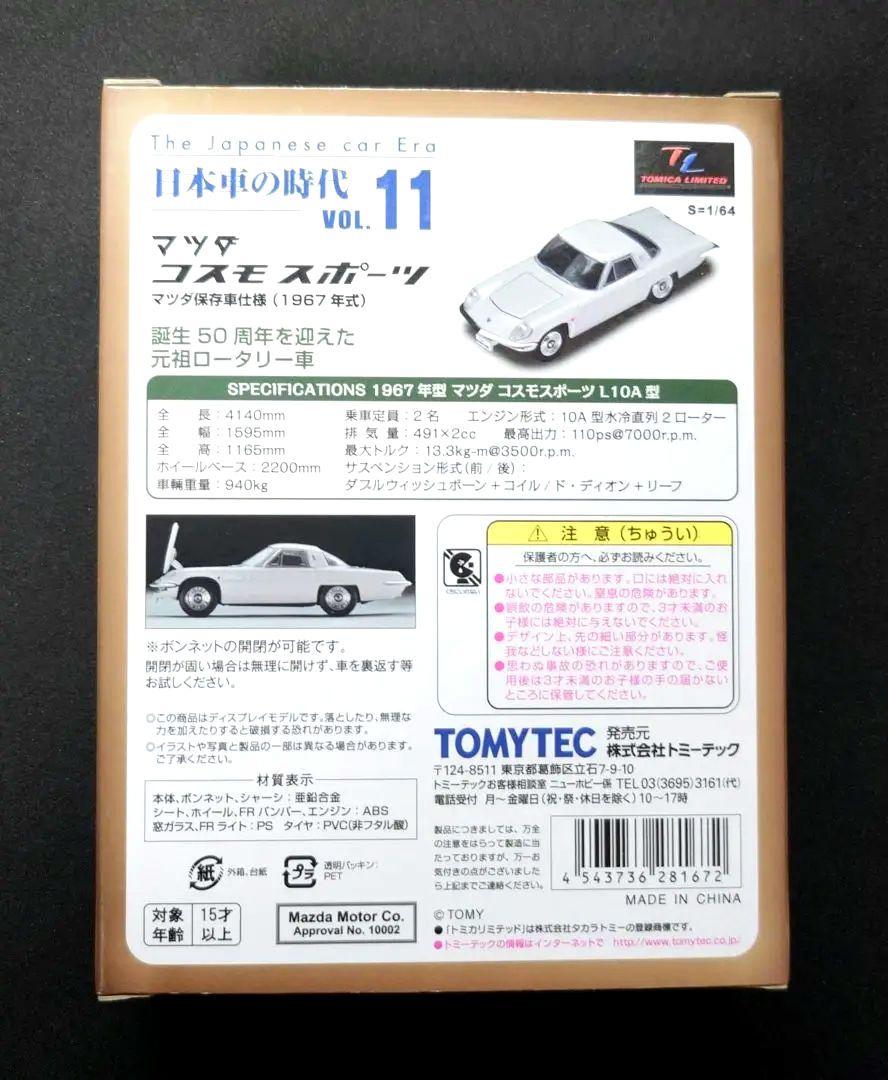 The Japanese car Era
日本車の時代
VOL. 11
TL
TOMICA LIMITED
S=1/64
マツダ
コスモ スポーツ
マツダ保存車仕様（1967年式）
誕生50周年を迎えた
元祖ロータリー車
SPECIFICATIONS 1967年型 マツダ コスモスポーツ L10A型
全　長：4140mm　乗車定員：2名　エンジン形式：10A型水冷直列2ローター
全　幅：1595mm　排 気 量：491×2cc　最高出力：110ps@7000r.p.m.
全　高：1165mm　最大トルク：13.3kg-m@3500r.p.m.
ホイールベース：2200mm　サスペンション形式（前／後）：
車輛重量：940kg　ダスルウィッシュボーン＋コイル／ド・ディオン＋リーフ
※ボンネットの開閉が可能です。
開閉が固い場合は無理に開けず、車を裏返す等
お試しください。
⚠ 注 意（ちゅうい）
保護者の方へ、必ずお読みください。
●小さな部品があります。口には絶対に入れ
ないでください。窒息の危険があります。
●誤飲の危険がありますので、3才未満のお
子様には絶対に与えないでください。
●デザイン上、先の細い部分があります。怪
我などしない様にご注意ください。
●思わぬ事故の恐れがありますので、ご使
用後は3才未満のお子様の手の届かない
ところに保管してください。
くちにいれない
○この商品はディスプレイモデルです。落としたり、無理な
力を加えたりすると破損する恐れがあります。
○イラストや写真と製品の一部は異なる場合があります。
ご了承ください。
材質表示
本体、ボンネット、シャーシ：亜鉛合金
シート、ホイール、FRバンパー、エンジン：ABS
窓ガラス、FRライト：PS　タイヤ：PVC(非フタル酸)
紙 外箱、台紙
プラ 透明パッキン：
PET
TOMYTEC 発売元
株式会社トミーテック
〒124-8511 東京都葛飾区立石7-9-10
トミーテックお客様相談室 ニューホビー係 TEL03(3695)3161(代)
電話受付　月～金曜日(祝・祭・休日を除く)10～17時
製品につきましては、万全
の注意をはらって製造に当
たっておりますが、万一お
気付きの点がございました
ら上記までご連絡ください。
4 543736 281672
MADE IN CHINA
対象
年齢
15才
以上
Mazda Motor Co.
Approval No. 10002
© TOMY
●「トミカリミテッド」は株式会社タカラトミーの登録商標です。
●トミーテックの情報はインターネットで http://www.tomytec.co.jp/